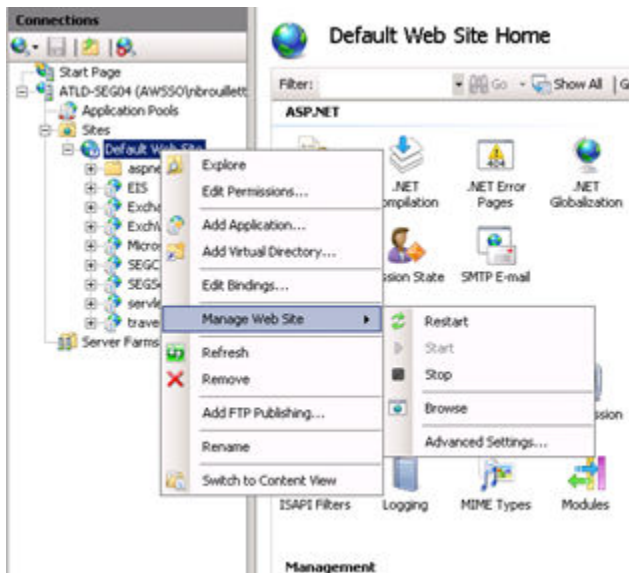 Connections
Start Page
ATLD-SEG04 (AWSSO\nbrouillett
Application Pools
Sites
Default Web Site
EIS
Server Farms
Explore
Edit Permissions...
Add Application...
Add Virtual Directory...
Edit Bindings...
Manage Web Site
Refresh
Remove
Add FTP Publishing...
Rename
Switch to Content View
Restart
Start
Stop
Browse
Advanced Settings...
Default Web Site Home
Filter:
Go
Show All
ASP.NET
.NET
.NET Error
Pages
.NET
Globalization
SMTP E-mail
ISAPI Filters
Logging
MIME Types
Modules
Management